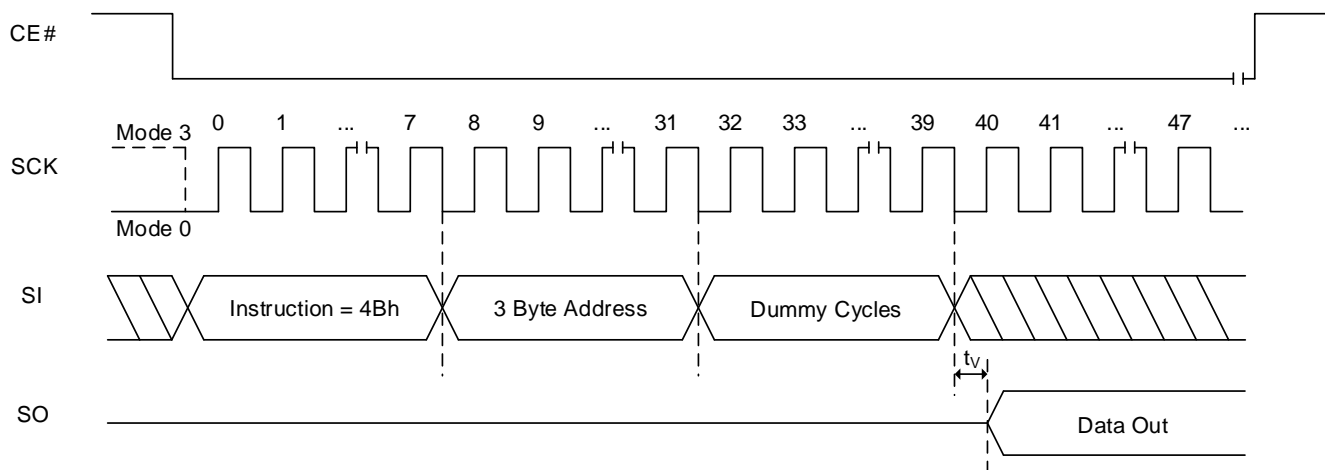 CE#
Mode 3 0 1 ... 7 8 9 ... 31 32 33 ... 39 40 41 ... 47 ...
SCK
Mode 0
SI Instruction = 4Bh 3 Byte Address Dummy Cycles
tV
SO Data Out